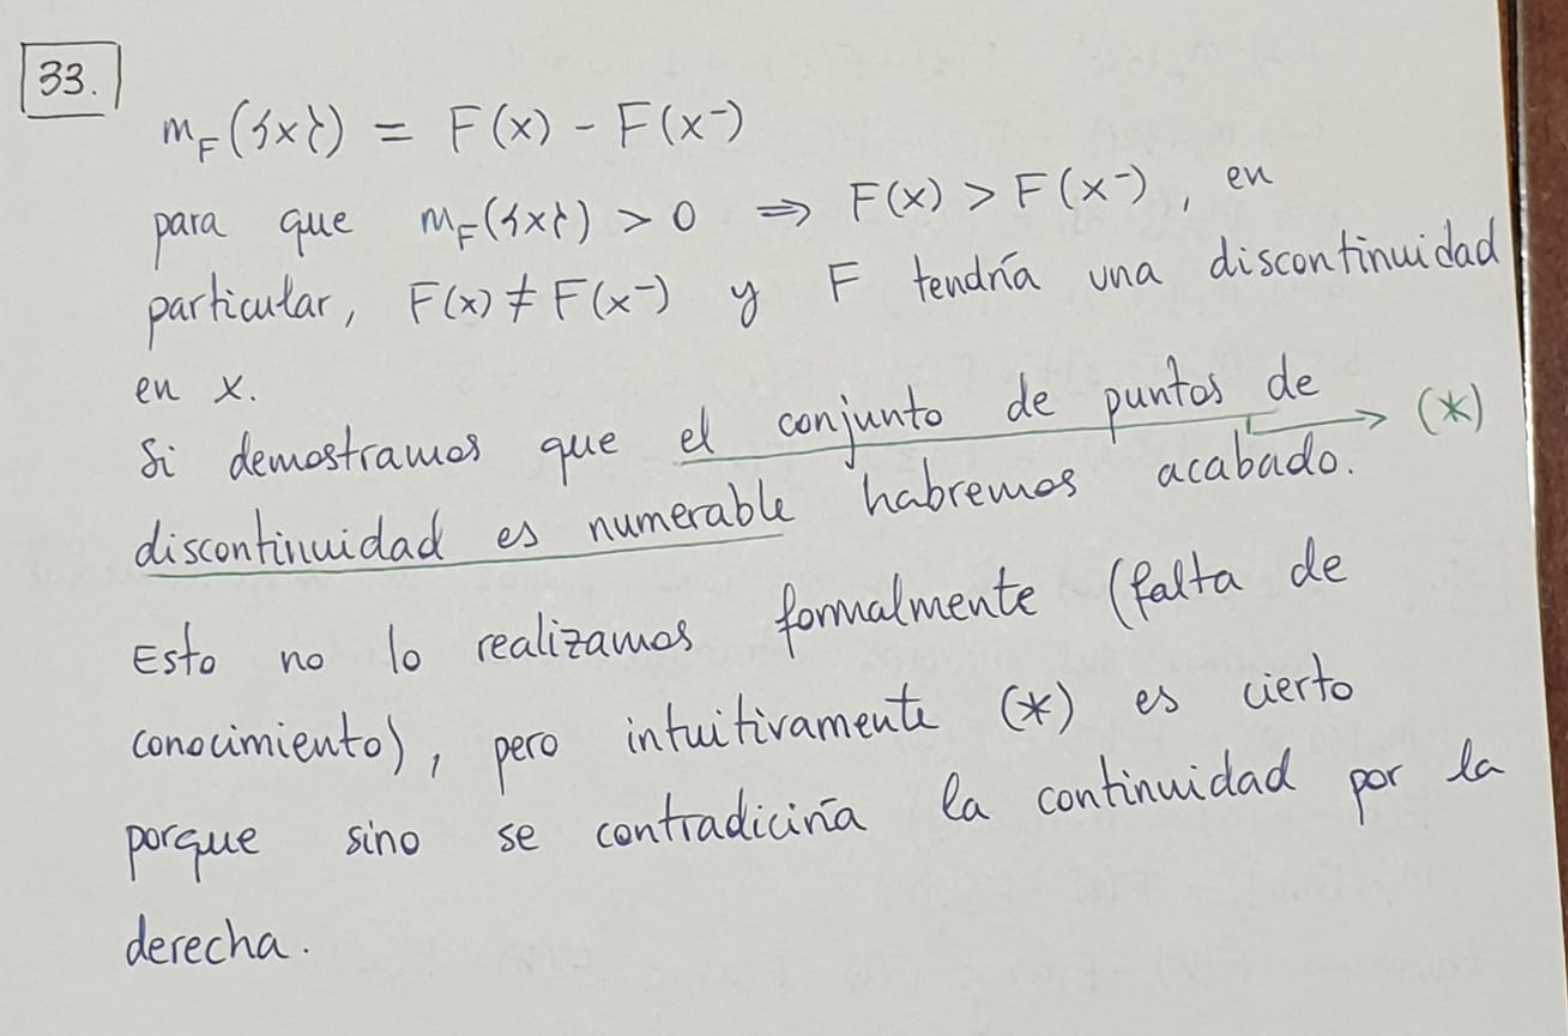 33.
m_F({x}) = F(x) - F(x⁻)
para que m_F({x}) > 0 ⇒ F(x) > F(x⁻), en
particular, F(x) ≠ F(x⁻) y F tendría una discontinuidad
en x.
Si demostramos que el conjunto de puntos de → (*)
discontinuidad es numerable habremos acabado.
Esto no lo realizamos formalmente (falta de
conocimiento), pero intuitivamente (*) es cierto
porque sino se contradiciría la continuidad por la
derecha.